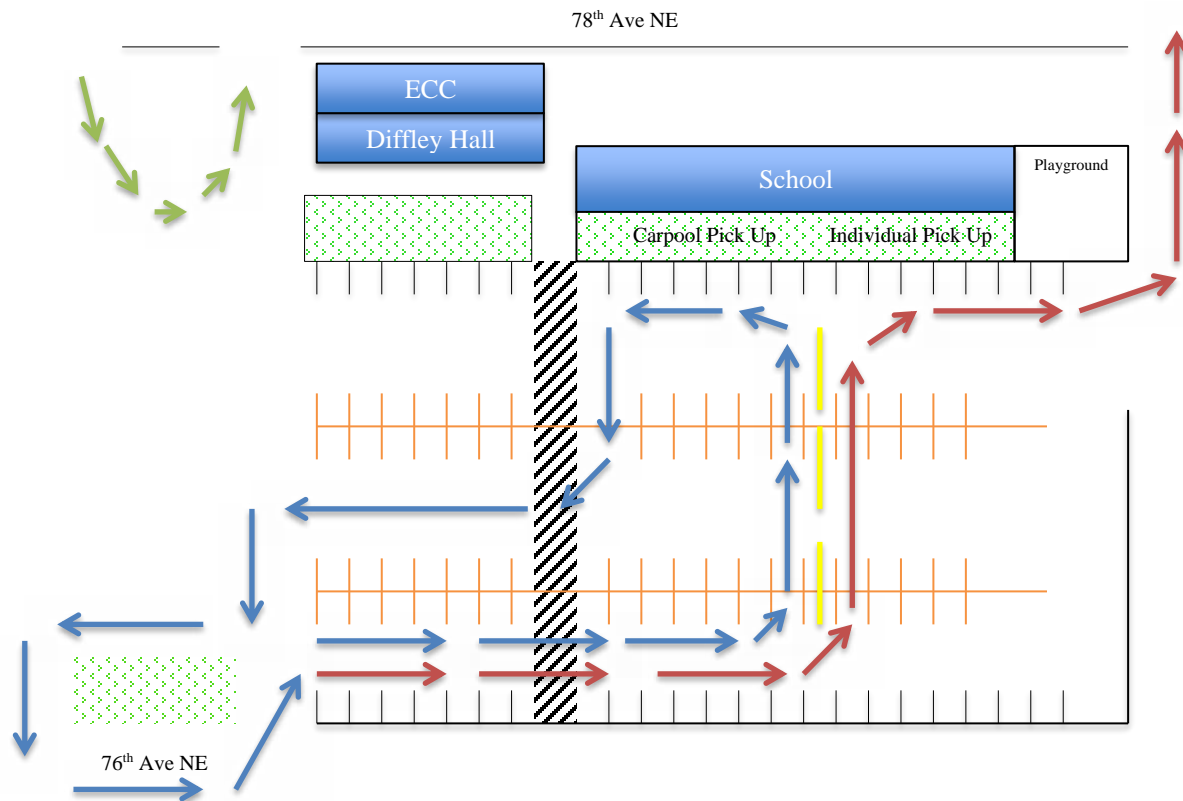 78th Ave NE
ECC
Diffley Hall
School
Playground
Carpool Pick Up
Individual Pick Up
76th Ave NE